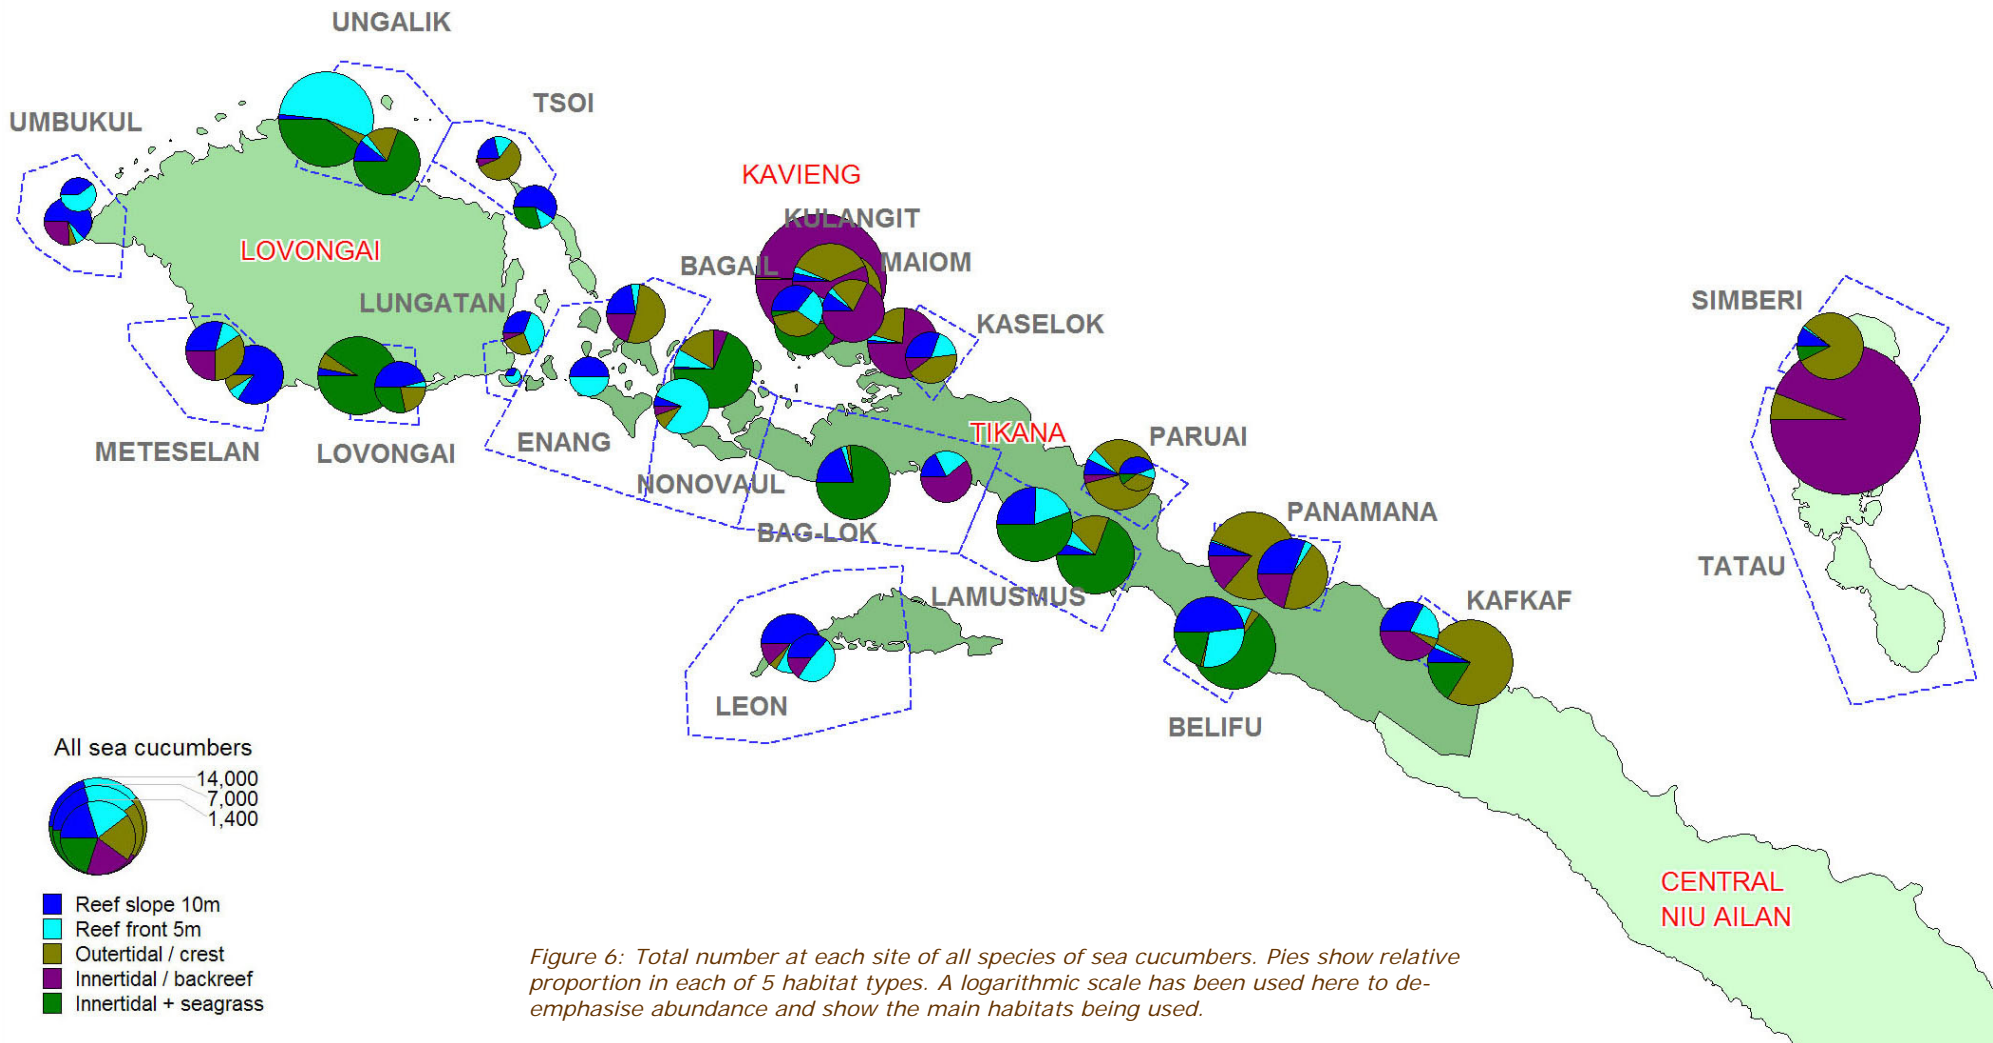 UNGALIK
TSOI
UMBUKUL
KAVIENG
KULANGIT
LOVONGAI
BAGAIL
MAIOM
LUNGATAN
SIMBERI
KASELOK
METESELAN
LOVONGAI
ENANG
TIKANA
PARUAI
NONOVAUL
BAG-LOK
PANAMANA
TATAU
LAMUSMUS
KAFKAF
LEON
BELIFU
All sea cucumbers
14,000
7,000
1,400
Reef slope 10m
Reef front 5m
Outertidal / crest
Innertidal / backreef
Innertidal + seagrass
CENTRAL
NIU AILAN
Figure 6: Total number at each site of all species of sea cucumbers. Pies show relative
proportion in each of 5 habitat types. A logarithmic scale has been used here to de-
emphasise abundance and show the main habitats being used.